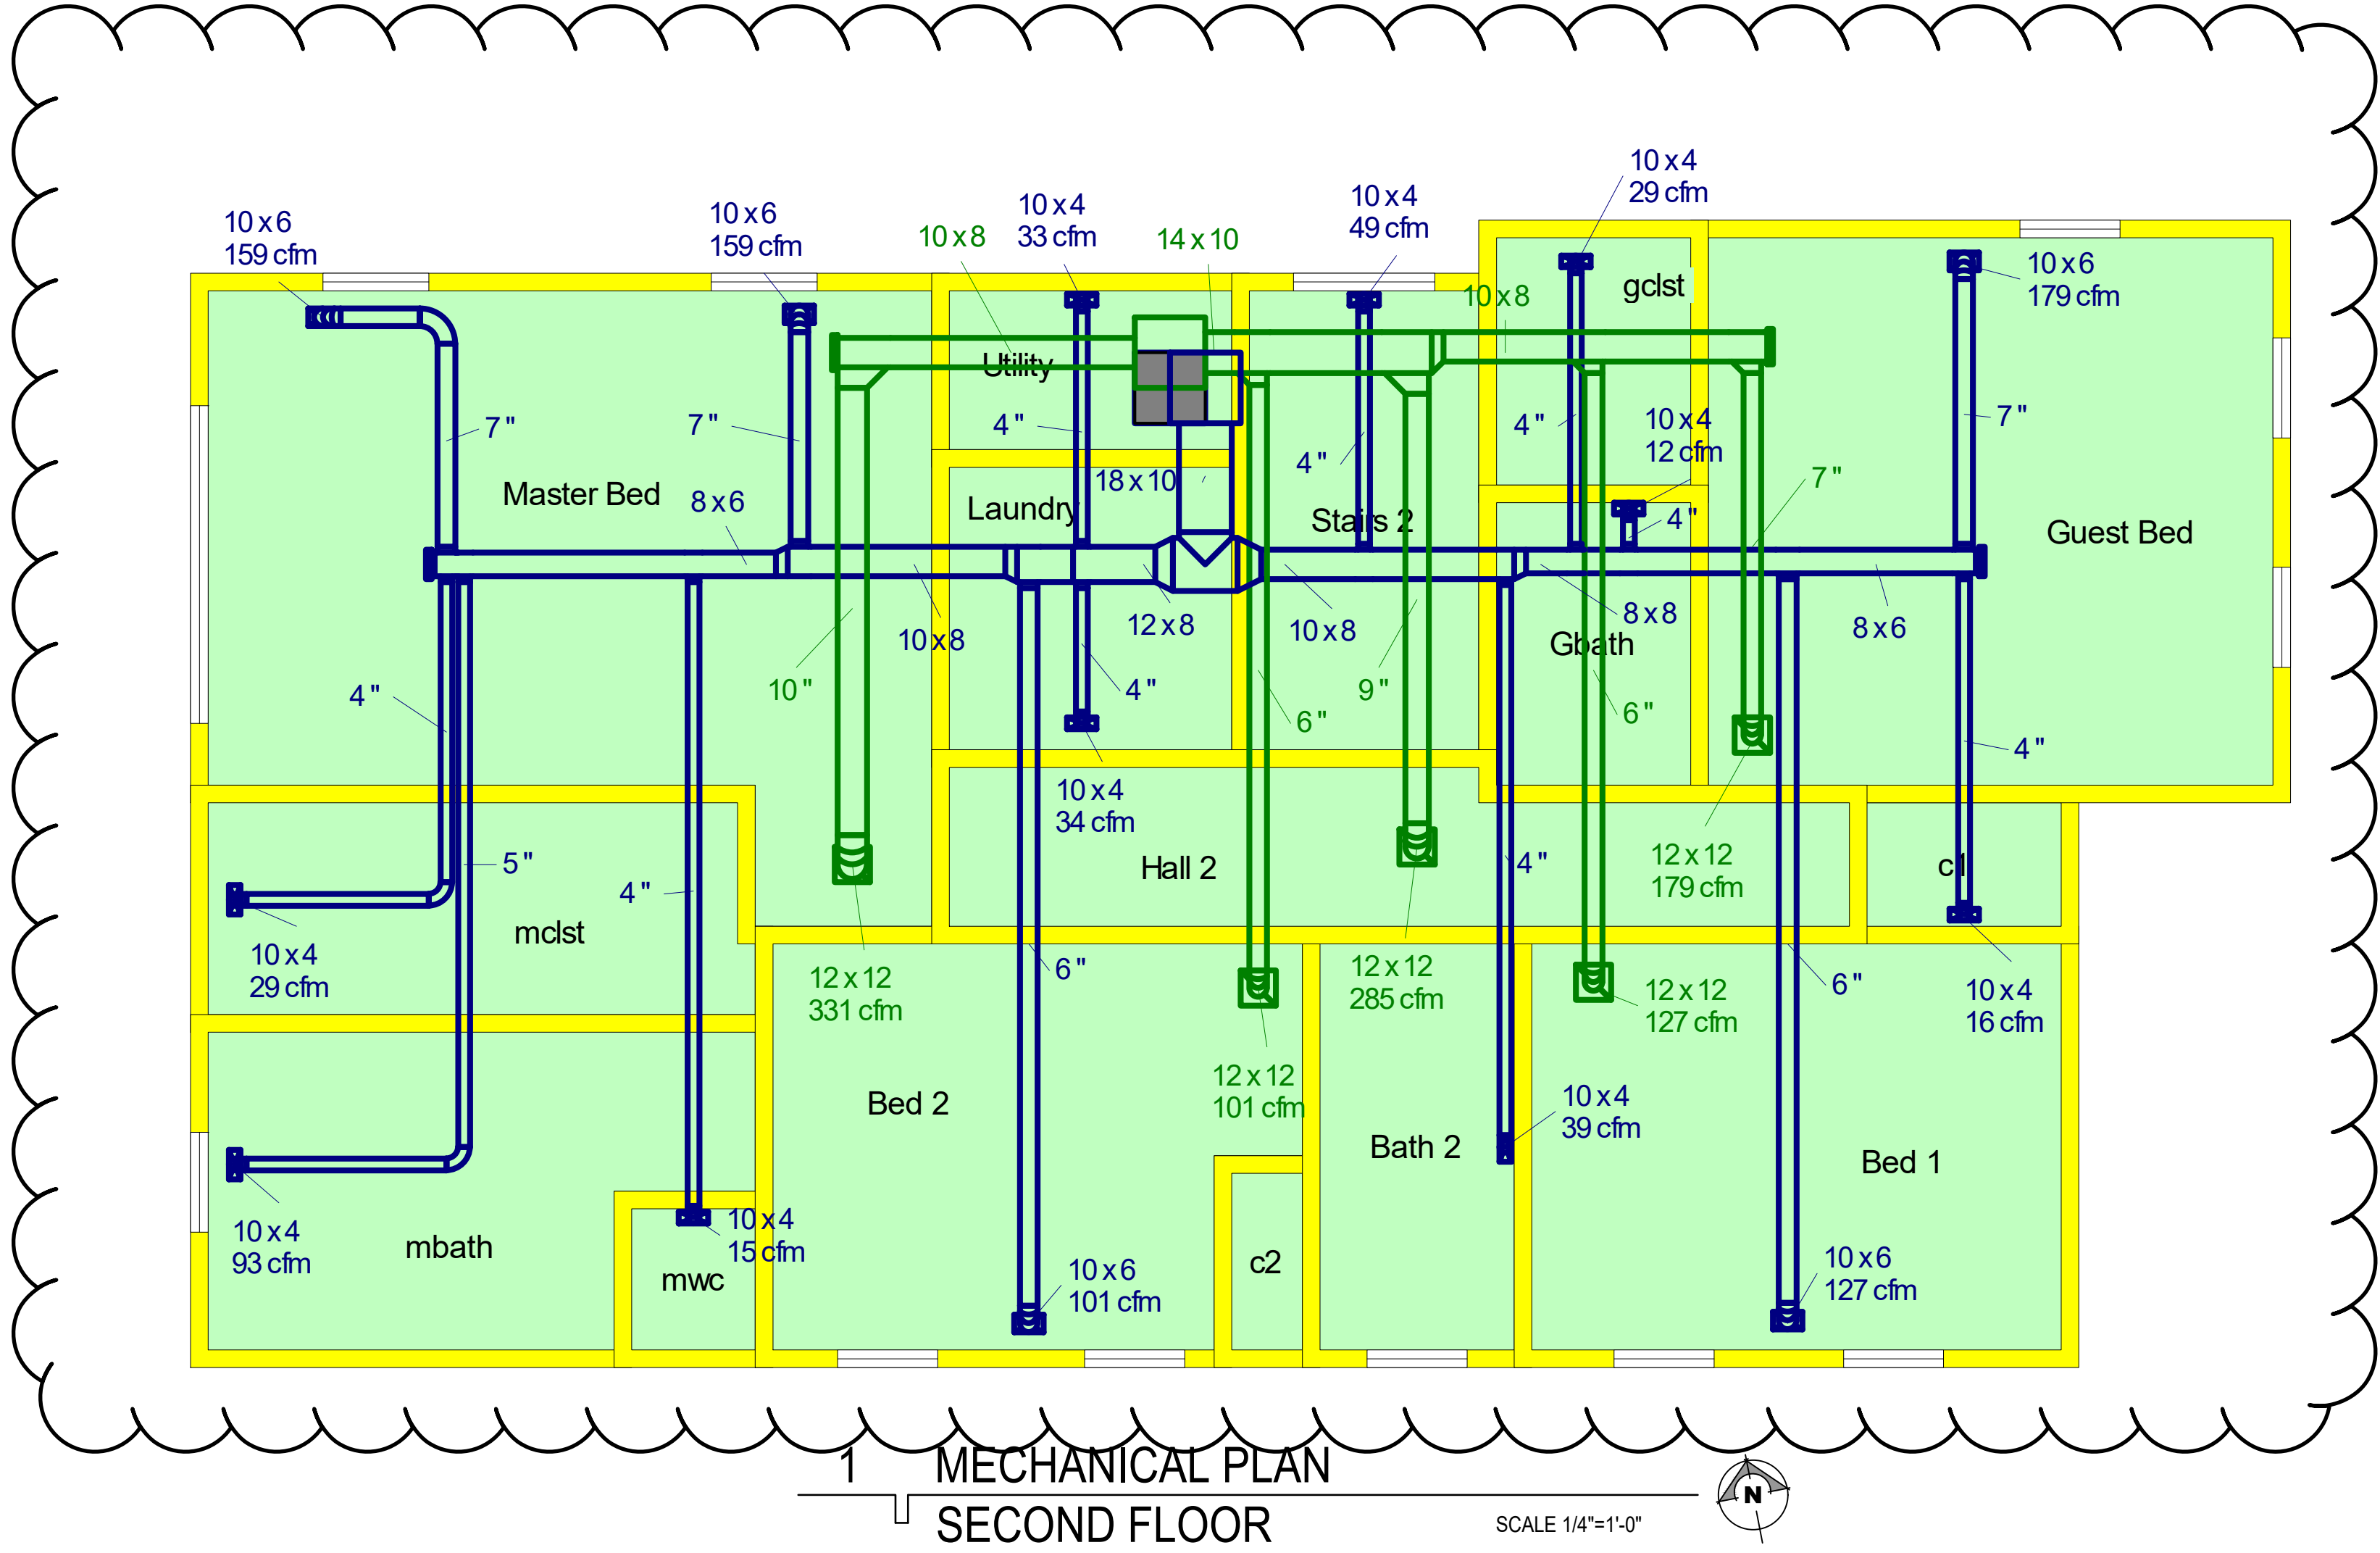 10 x 4
29 cfm
10 x 4
49 cfm
10 x 4
33 cfm
10 x 6
159 cfm
10 x 6
159 cfm
10 x 8
14 x 10
10 x 6
179 cfm
gclst
10 x 8
Utility
7 "
7 "
4 "
4 "
10 x 4
12 cfm
7 "
4 "
7 "
18 x 10
Master Bed
8 x 6
Laundry
Stairs 2
4 "
Guest Bed
10 x 8
12 x 8
10 x 8
8 x 8
8 x 6
Gbath
4 "
10 "
4 "
9 "
6 "
6 "
4 "
10 x 4
34 cfm
5 "
4 "
Hall 2
4 "
12 x 12
179 cfm
c1
mclst
10 x 4
29 cfm
12 x 12
331 cfm
6 "
12 x 12
285 cfm
12 x 12
127 cfm
6 "
10 x 4
16 cfm
12 x 12
101 cfm
Bed 2
10 x 4
39 cfm
Bath 2
Bed 1
10 x 4
93 cfm
mbath
10 x 4
15 cfm
mwc
10 x 6
101 cfm
c2
10 x 6
127 cfm
1 MECHANICAL PLAN
SECOND FLOOR
SCALE 1/4"=1'-0"
N